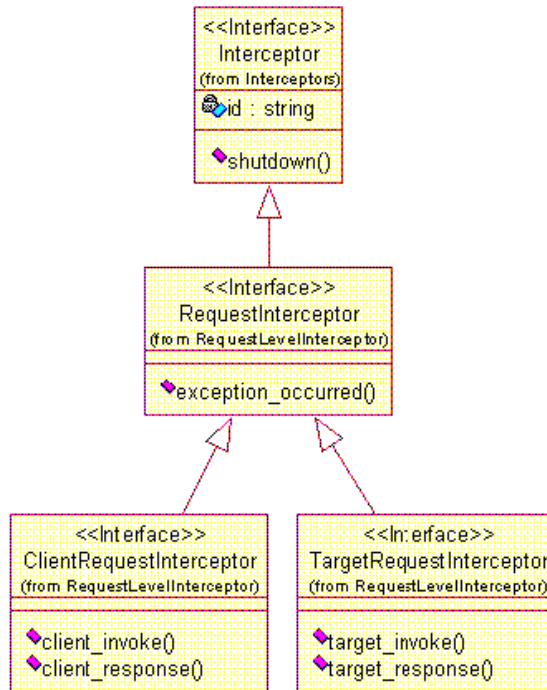 <<Interface>>
Interceptor
(from Interceptors)
id : string
shutdown()
<<Interface>>
RequestInterceptor
(from RequestLevelInterceptor)
exception_occurred()
<<Interface>>
ClientRequestInterceptor
(from RequestLevelInterceptor)
client_invoke()
client_response()
<<Interface>>
TargetRequestInterceptor
(from RequestLevelInterceptor)
target_invoke()
target_response()